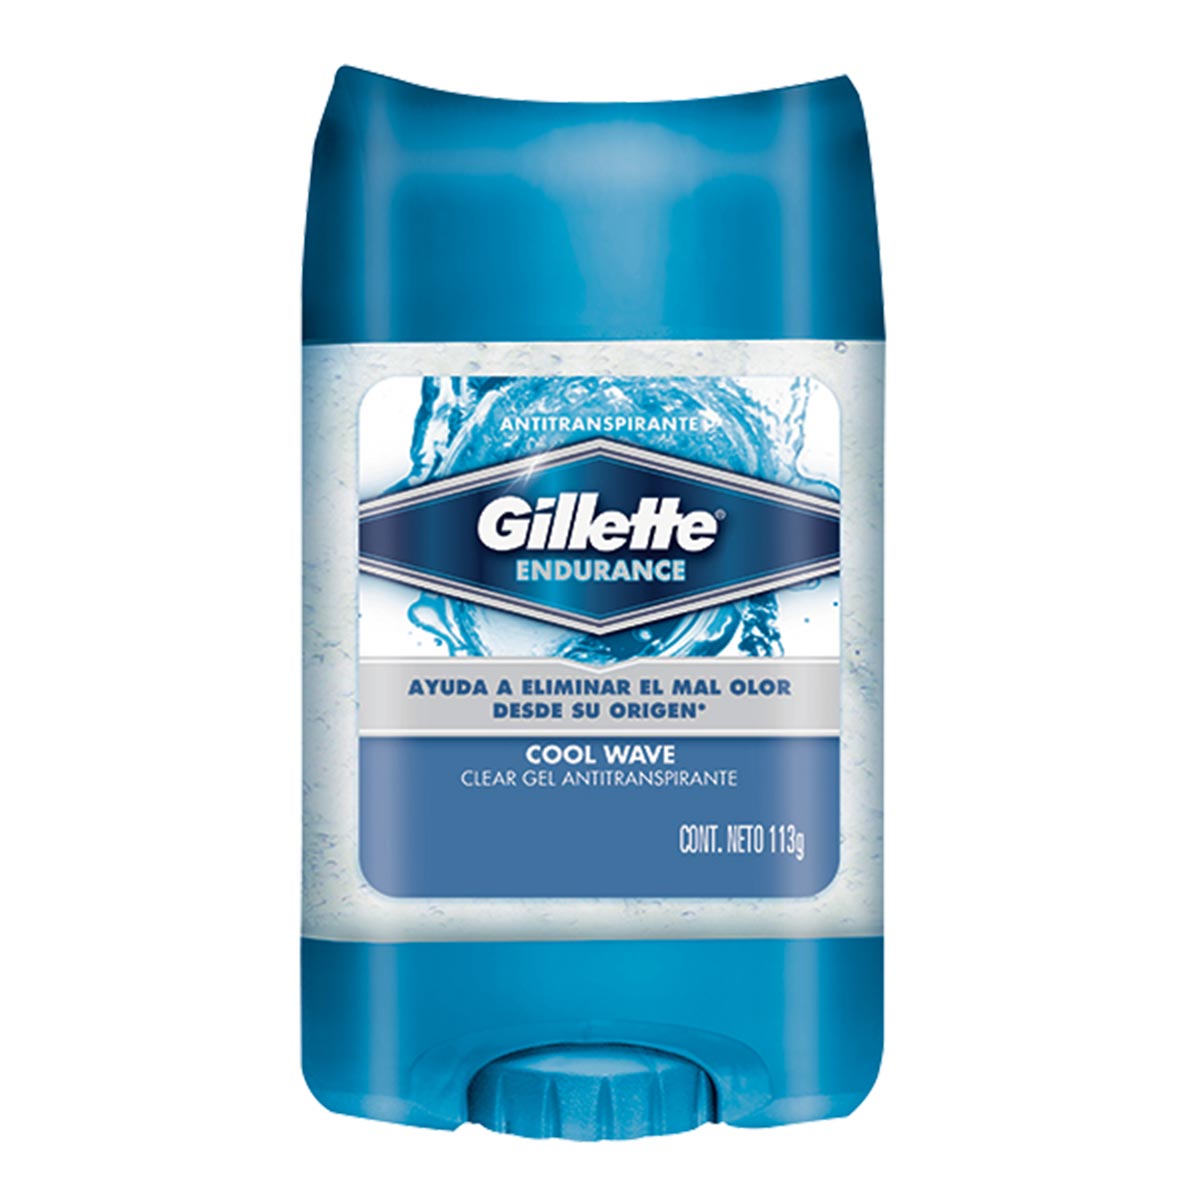 ANTITRANSPIRANTE
Gillette®
ENDURANCE
AYUDA A ELIMINAR EL MAL OLOR
DESDE SU ORIGEN*
COOL WAVE
CLEAR GEL ANTITRANSPIRANTE
CONT. NETO 113g